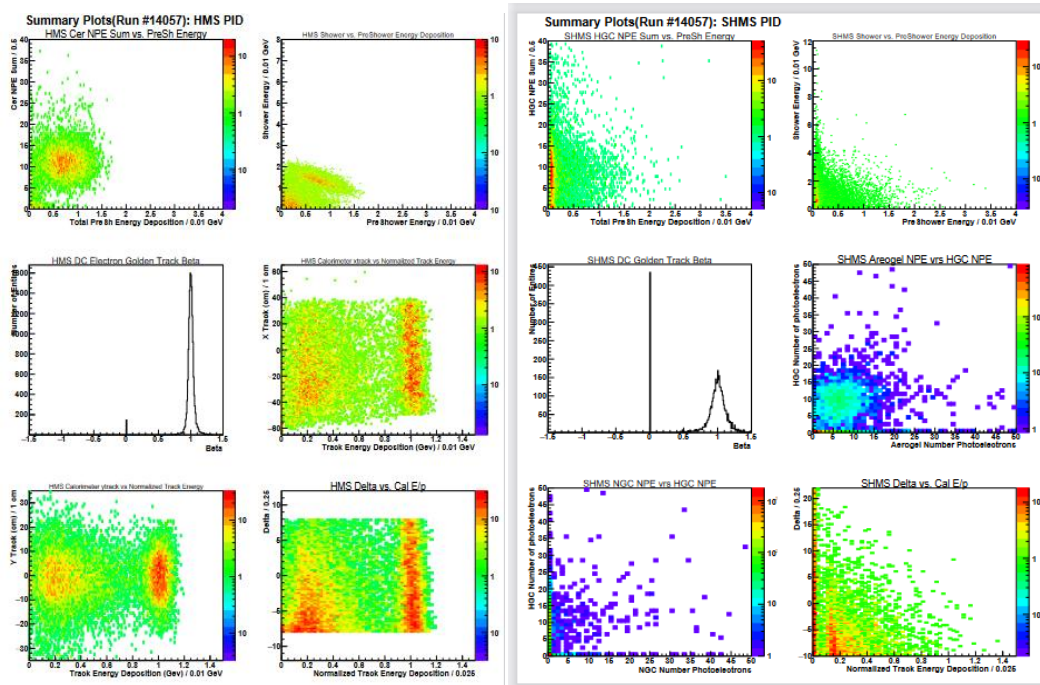 Summary Plots(Run #14057): HMS PID
HMS Cer NPE Sum vs. PreSh Energy
Cer NPE Sum / 0.5
Total PreSh Energy Deposition / 0.01 GeV
HMS Shower vs. PreShower Energy Deposition
Shower Energy / 0.01 GeV
PreShower Energy / 0.01 GeV
HMS DC Electron Golden Track Beta
Number of Entries
Beta
HMS Calorimeter xtrack vs Normalized Track Energy
X Track (cm) / 1 cm
Track Energy Deposition (Gev) / 0.01 GeV
HMS Calorimeter ytrack vs Normalized Track Energy
Y Track (cm) / 1 cm
Track Energy Deposition (GeV) / 0.01 GeV
HMS Delta vs. Cal E/p
Delta / 0.25
Normalized Track Energy Deposition / 0.025
Summary Plots(Run #14057): SHMS PID
SHMS HGC NPE Sum vs. PreSh Energy
HGC NPE Sum / 0.5
Total PreSh Energy Deposition / 0.01 GeV
SHMS Shower vs. PreShower Energy Deposition
Shower Energy / 0.01 GeV
PreShower Energy / 0.01 GeV
SHMS DC Golden Track Beta
Number of Entries
Beta
SHMS Areogel NPE vrs HGC NPE
HGC Number of photoelectrons
Aerogel Number Photoelectrons
SHMS NGC NPE vrs HGC NPE
HGC Number of photoelectrons
NGC Number Photoelectrons
SHMS Delta vs. Cal E/p
Delta / 0.25
Normalized Track Energy Deposition / 0.025